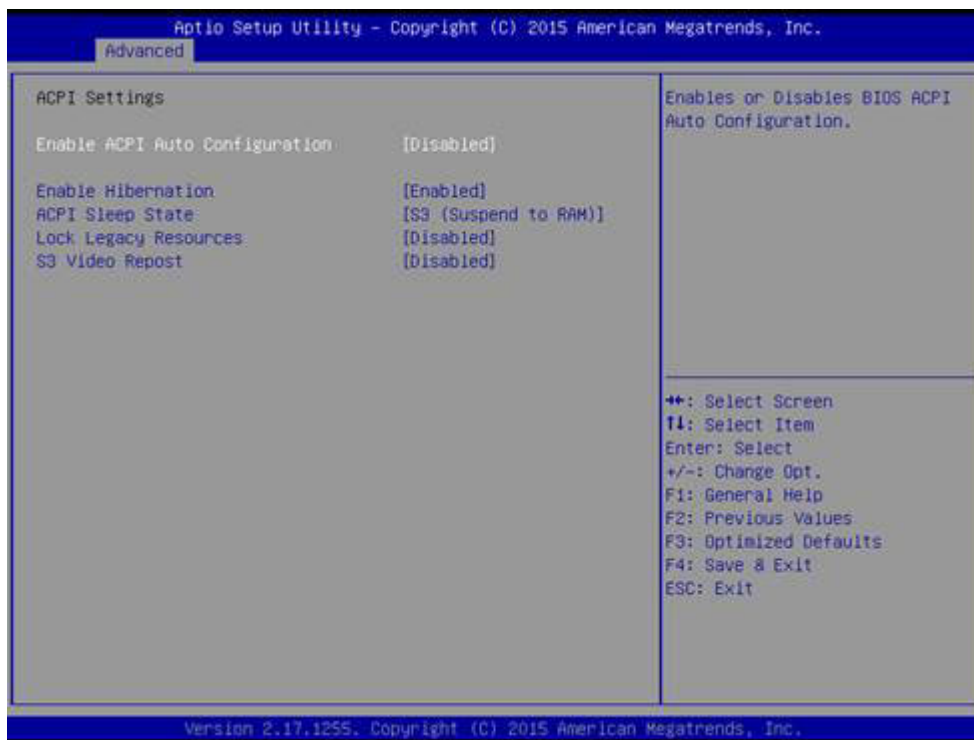 Aptio Setup Utility – Copyright (C) 2015 American Megatrends, Inc.
Advanced
ACPI Settings
Enable ACPI Auto Configuration [Disabled]
Enable Hibernation [Enabled]
ACPI Sleep State [S3 (Suspend to RAM)]
Lock Legacy Resources [Disabled]
S3 Video Repost [Disabled]
Enables or Disables BIOS ACPI
Auto Configuration.
→←: Select Screen
↑↓: Select Item
Enter: Select
+/-: Change Opt.
F1: General Help
F2: Previous Values
F3: Optimized Defaults
F4: Save & Exit
ESC: Exit
Version 2.17.1255. Copyright (C) 2015 American Megatrends, Inc.